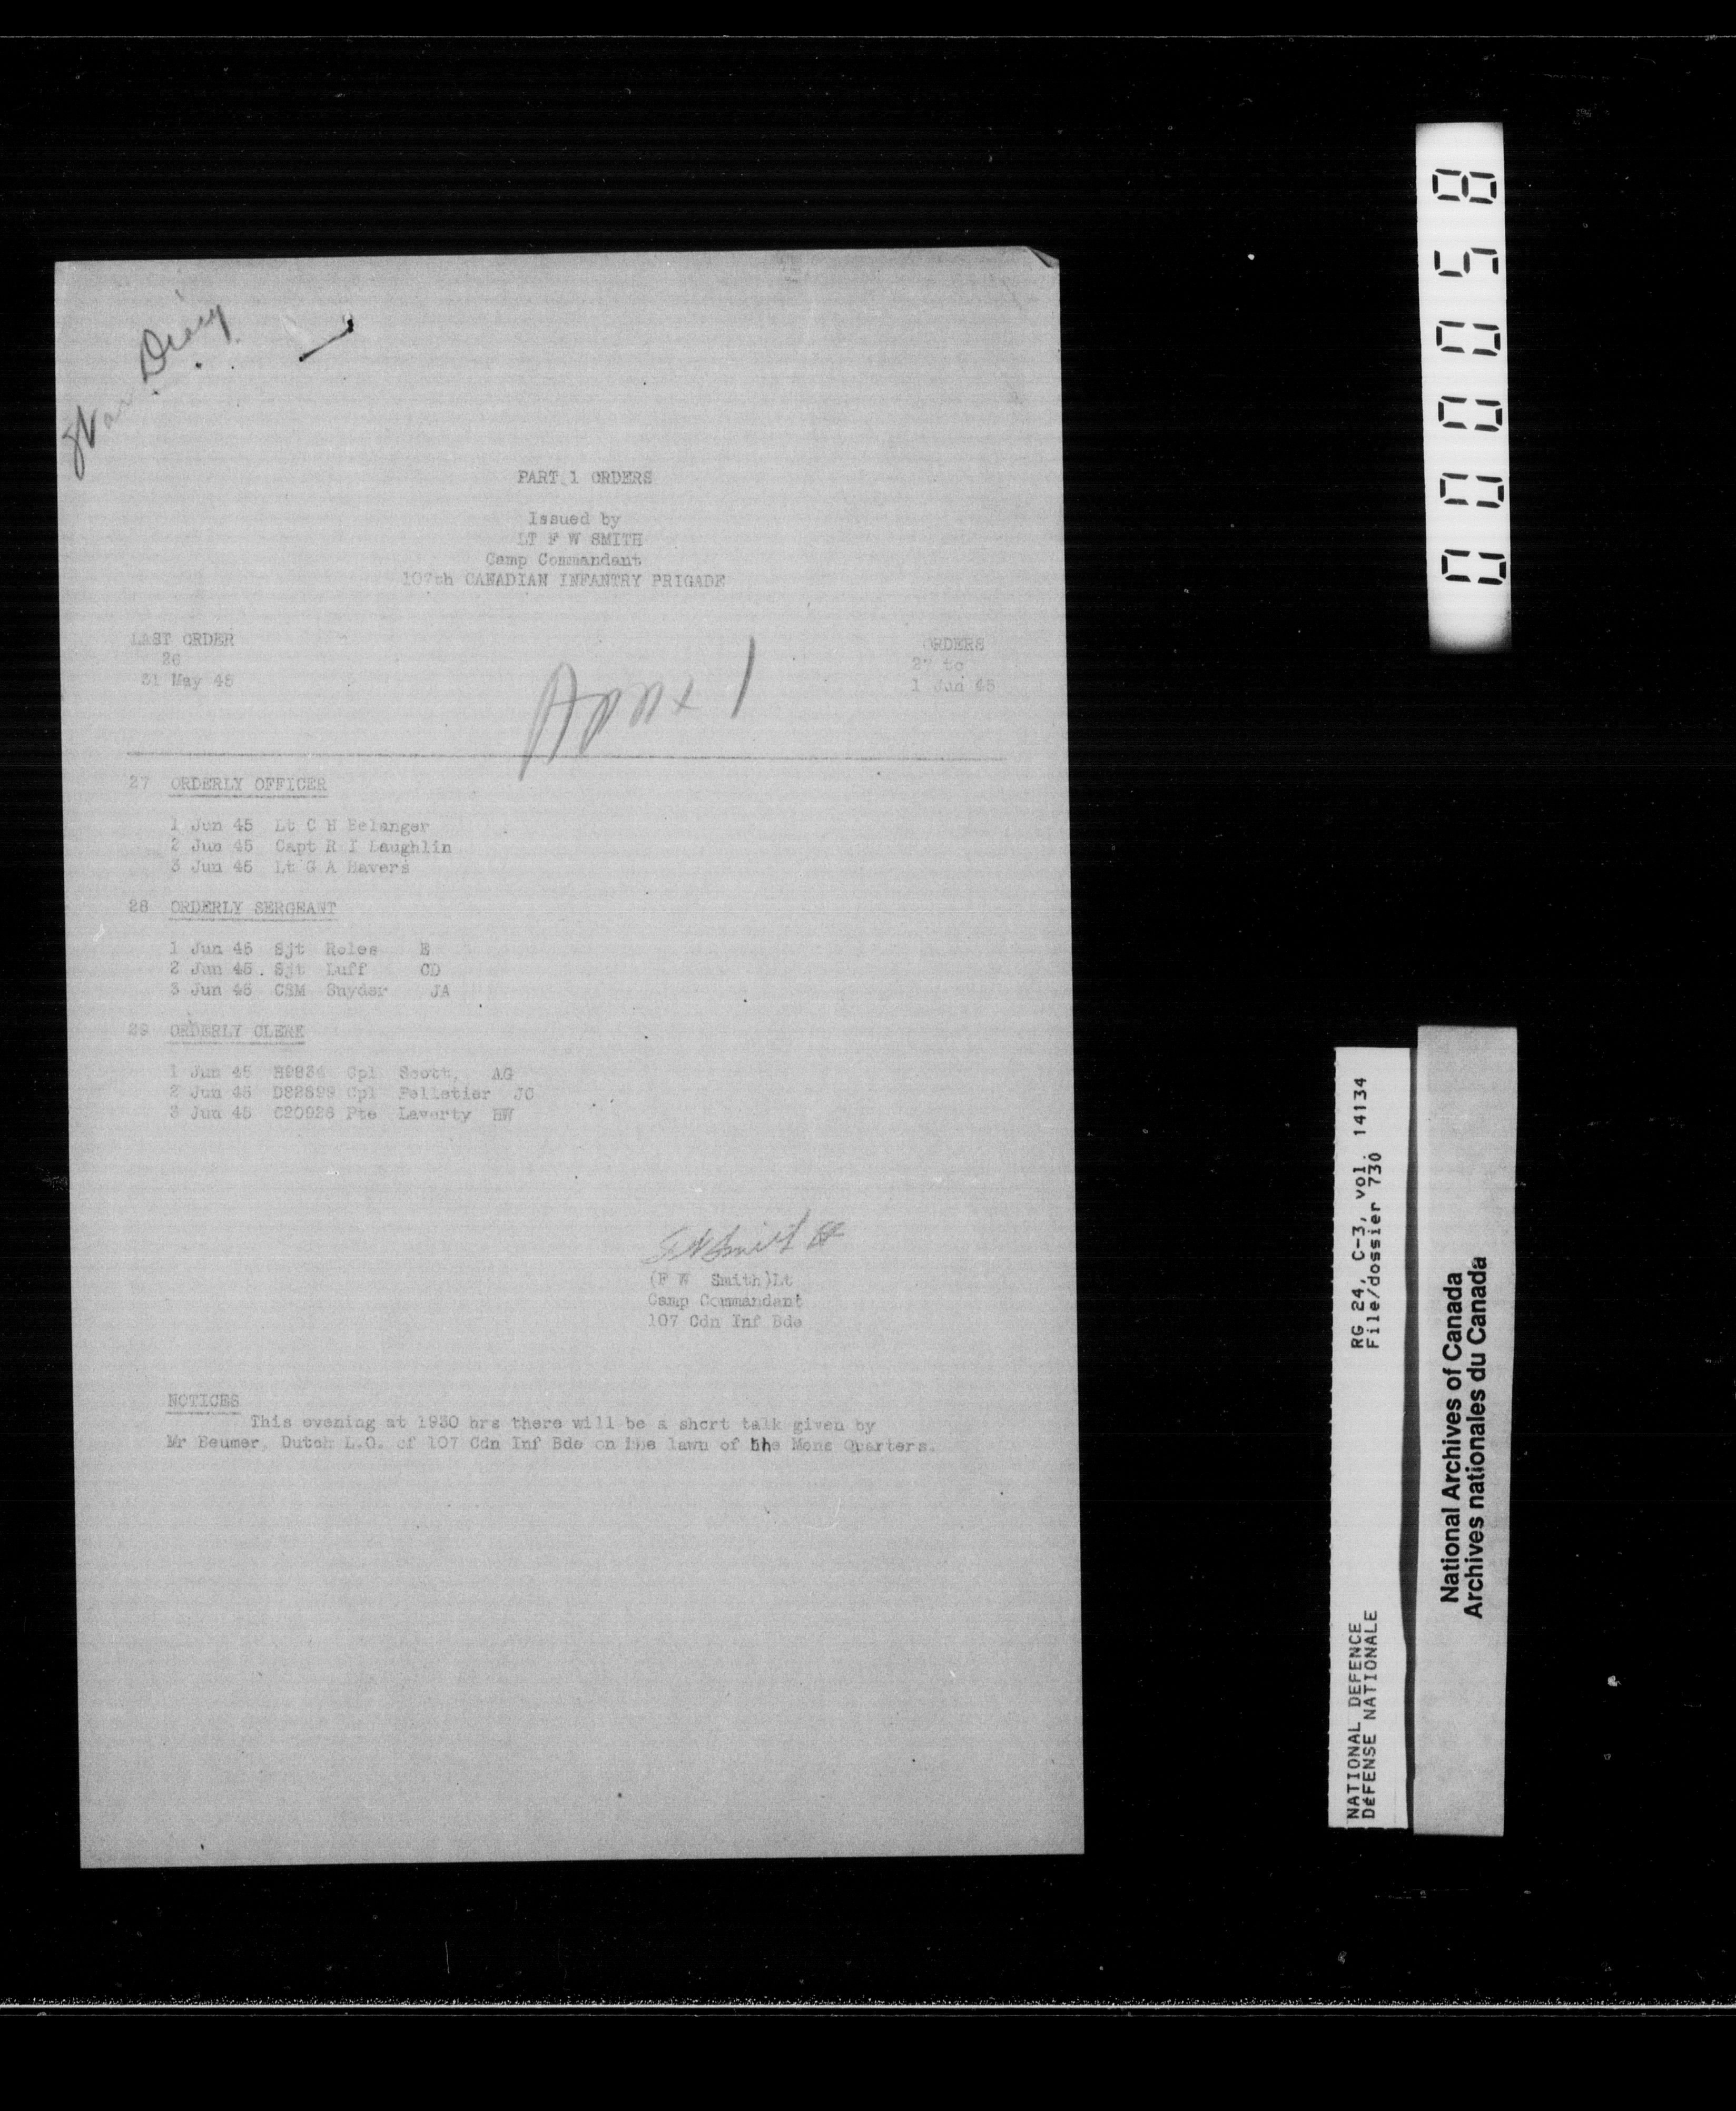 War Diary
PART 1 ORDERS
Issued by
LT F W SMITH
Camp Commandant
107th CANADIAN INFANTRY BRIGADE
LAST ORDER
26
31 May 45
ORDERS
27 to
1 Jun 45
Appx 1
27 ORDERLY OFFICER
1 Jun 45 Lt C H Belanger
2 Jun 45 Capt R I Laughlin
3 Jun 45 Lt G A Havers
28 ORDERLY SERGEANT
1 Jun 45 Sjt Roles E
2 Jun 45. Sjt Luff CD
3 Jun 45 CSM Snyder JA
29 ORDERLY CLERK
1 Jun 45 Cpl Scott, AG
2 Jun 45 D82899 Cpl Pelletier JC
3 Jun 45 C20926 Pte Laverty HW
F W Smith Lt
(F W Smith)Lt
Camp Commandant
107 Cdn Inf Bde
NOTICES
This evening at 1930 hrs there will be a short talk given by
Mr Beumer, Dutch L.O. of 107 Cdn Inf Bde on the lawn of the Mens Quarters.
000058
RG 24, C-3, vol. 14134
File/dossier 730
NATIONAL DEFENCE
DéFENSE NATIONALE
National Archives of Canada
Archives nationales du Canada